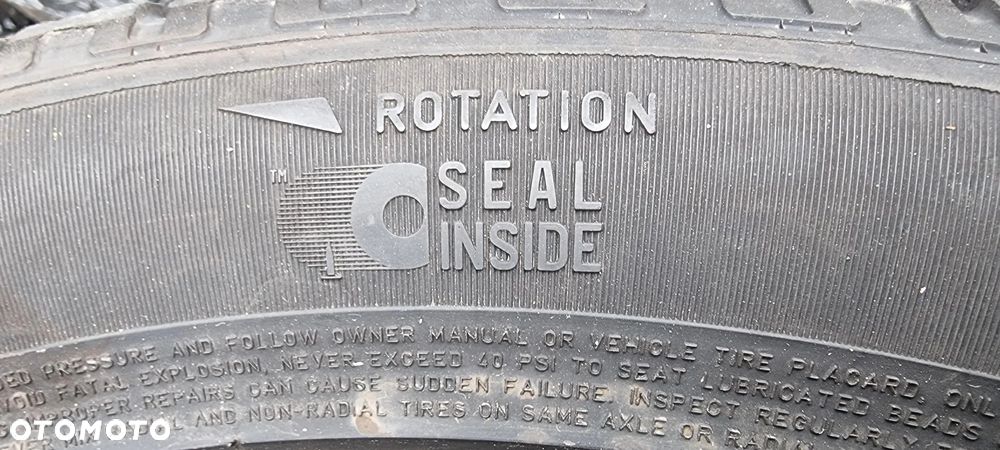 ROTATION
TM
SEAL
INSIDE
PRESSURE AND FOLLOW OWNER MANUAL OR VEHICLE TIRE PLACARD. ONL
FATAL EXPLOSION, NEVER EXCEED 40 PSI TO SEAT LUBRICATED BEADS
IMPROPER REPAIRS CAN CAUSE SUDDEN FAILURE. INSPECT REGULARLY
AND NON-RADIAL TIRES ON SAME AXLE OR
OTOMOTO